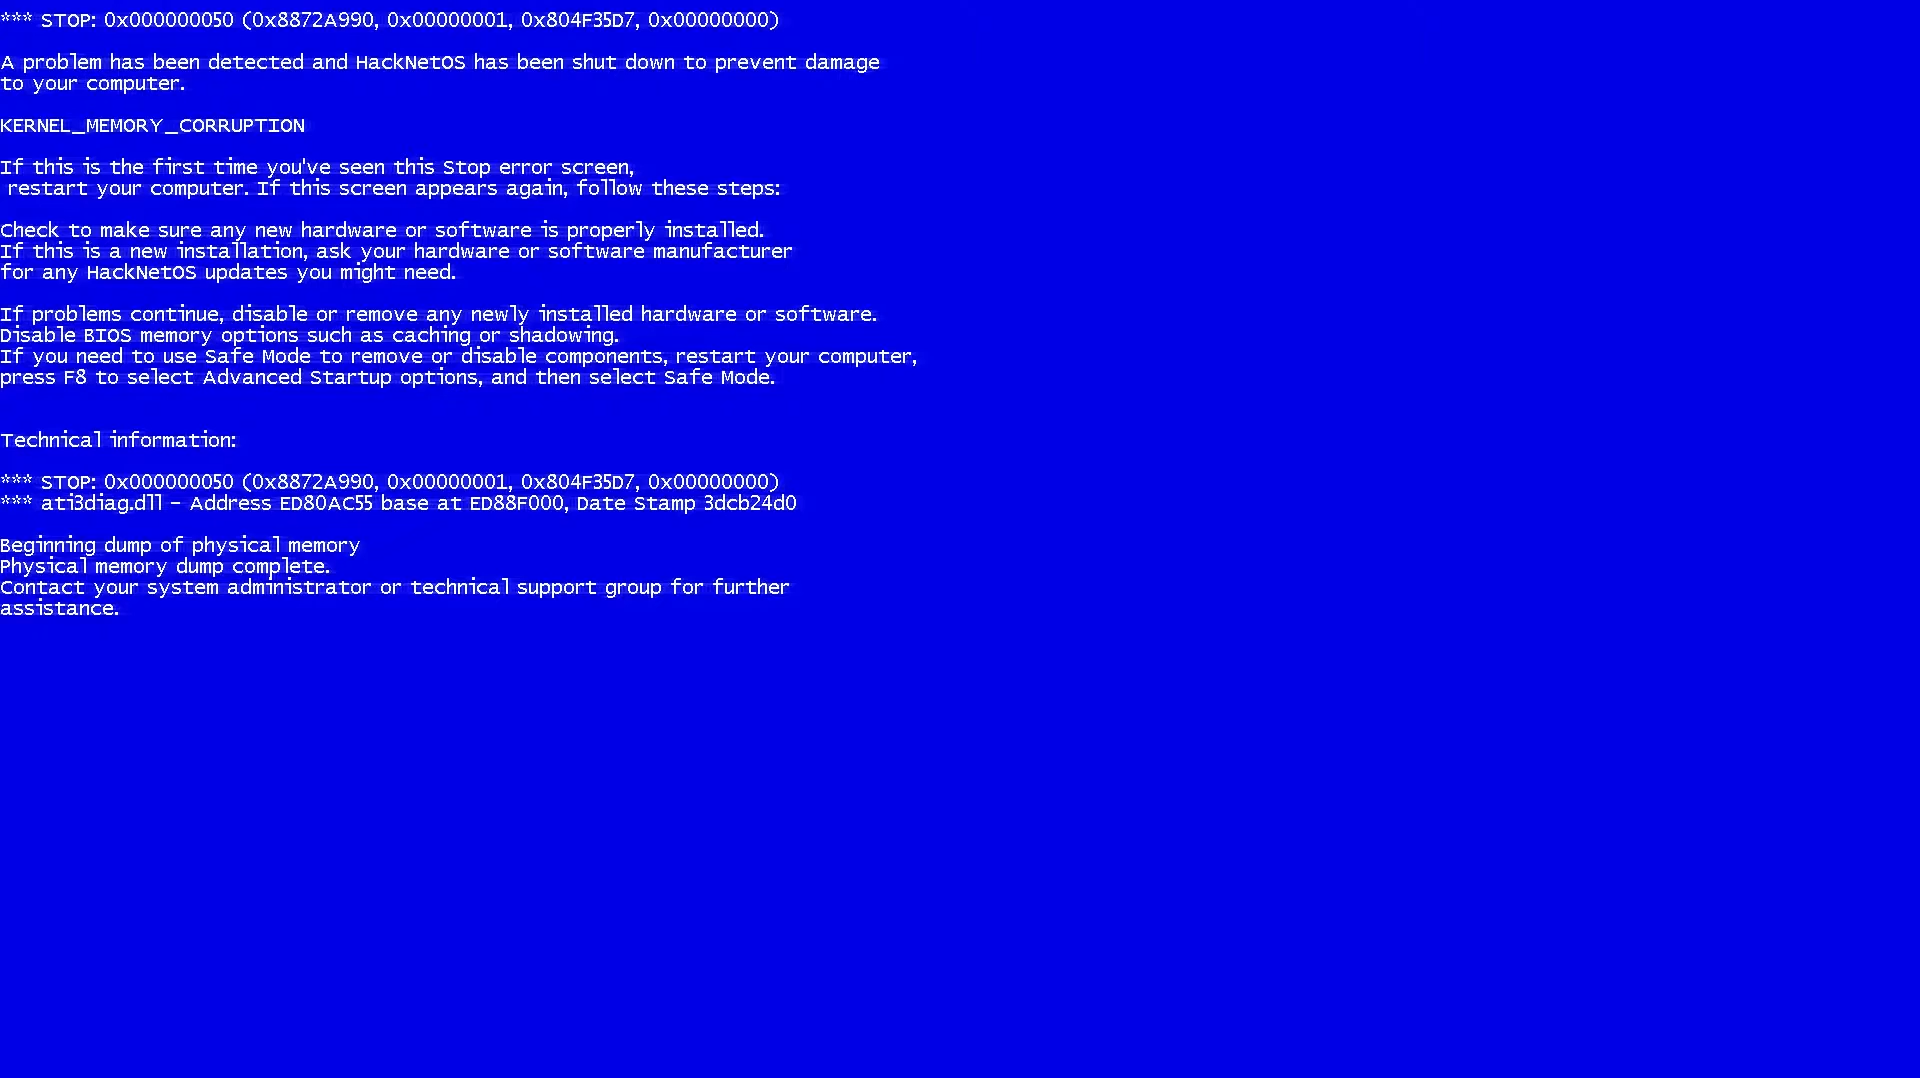 *** STOP: 0x000000050 (0x8872A990, 0x00000001, 0x804F35D7, 0x00000000)
A problem has been detected and HackNetOS has been shut down to prevent damage
to your computer.
KERNEL_MEMORY_CORRUPTION
If this is the first time you've seen this Stop error screen,
restart your computer. If this screen appears again, follow these steps:
Check to make sure any new hardware or software is properly installed.
If this is a new installation, ask your hardware or software manufacturer
for any HackNetOS updates you might need.
If problems continue, disable or remove any newly installed hardware or software.
Disable BIOS memory options such as caching or shadowing.
If you need to use Safe Mode to remove or disable components, restart your computer,
press F8 to select Advanced Startup options, and then select Safe Mode.
Technical information:
*** STOP: 0x000000050 (0x8872A990, 0x00000001, 0x804F35D7, 0x00000000)
*** ati3diag.dll - Address ED80AC55 base at ED88F000, Date Stamp 3dcb24d0
Beginning dump of physical memory
Physical memory dump complete.
Contact your system administrator or technical support group for further
assistance.